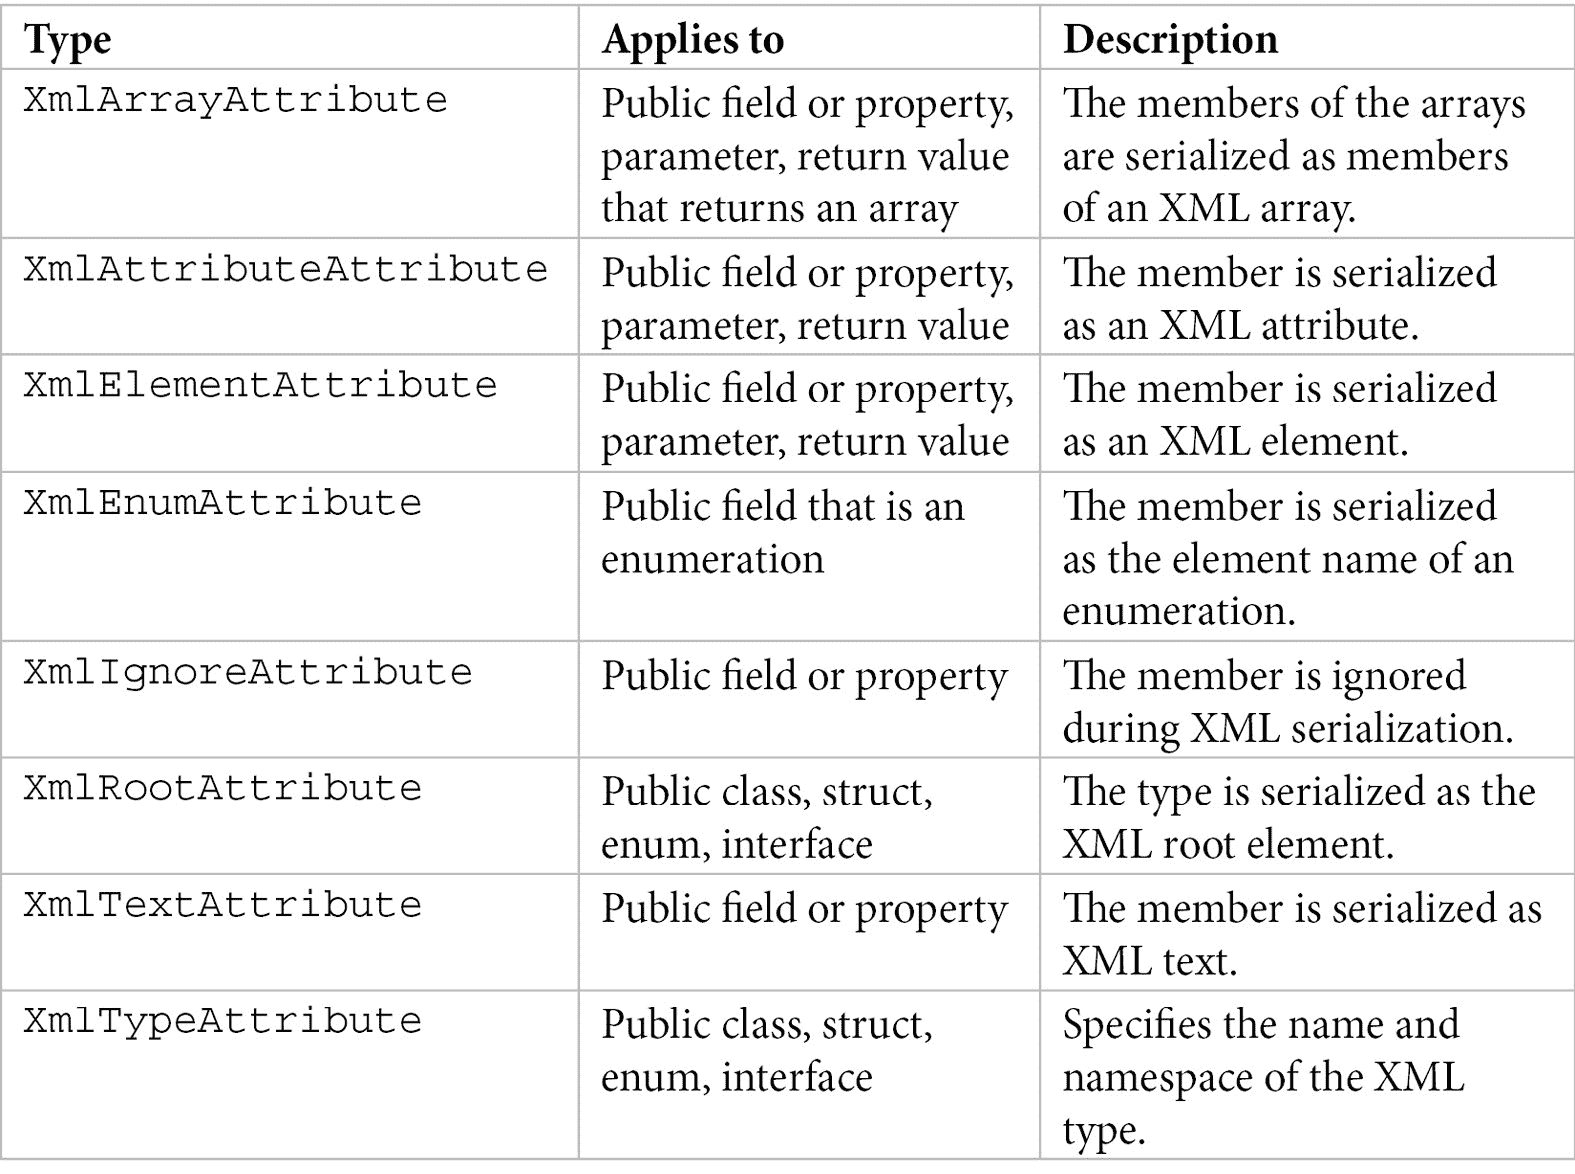 Type Applies to Description
XmlArrayAttribute Public field or property, The members of the arrays
parameter, return value are serialized as members
that returns an array of an XML array.
XmlAttributeAttribute Public field or property, The member is serialized
parameter, return value as an XML attribute.
XmlElementAttribute Public field or property, The member is serialized
parameter, return value as an XML element.
XmlEnumAttribute Public field that is an The member is serialized
enumeration as the element name of an
enumeration.
XmlIgnoreAttribute Public field or property The member is ignored
during XML serialization.
XmlRootAttribute Public class, struct, The type is serialized as the
enum, interface XML root element.
XmlTextAttribute Public field or property The member is serialized as
XML text.
XmlTypeAttribute Public class, struct, Specifies the name and
enum, interface namespace of the XML
type.